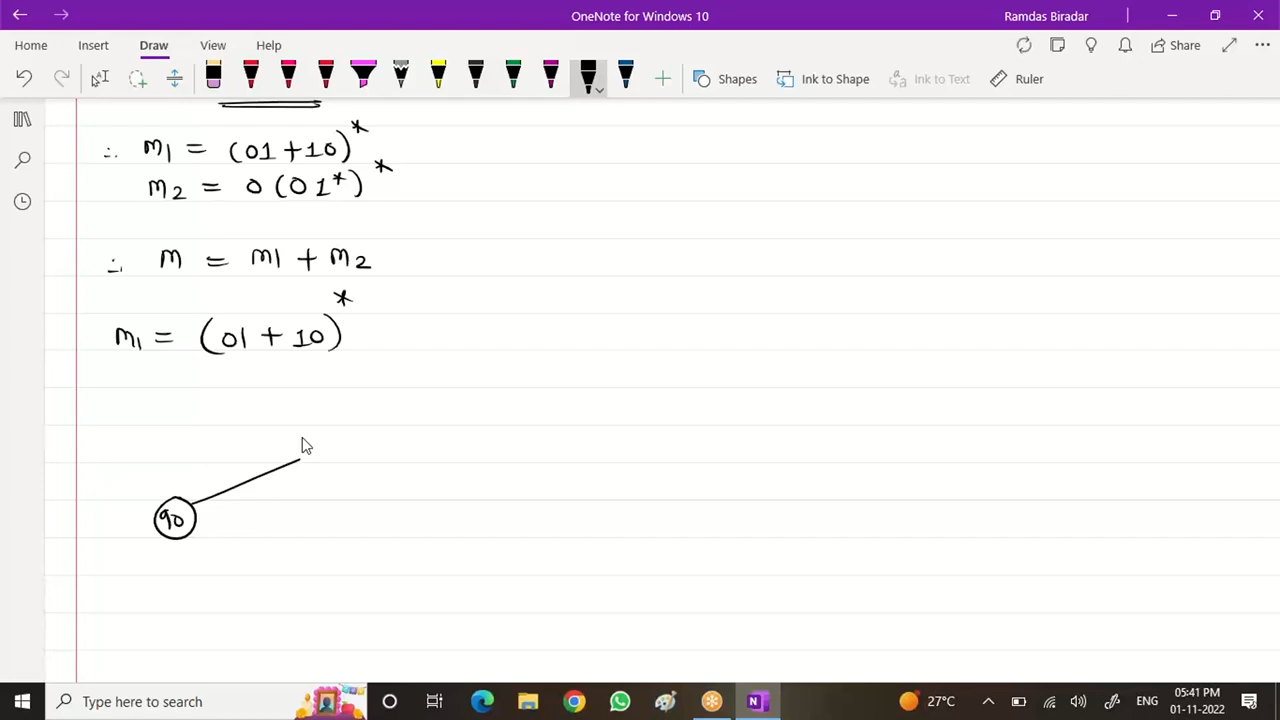 OneNote for Windows 10
Ramdas Biradar
Home Insert Draw View Help
Share
Shapes Ink to Shape Ink to Text Ruler
∴ m1 = (01 + 10)*
m2 = 0 (01*)*
∴ m = m1 + m2
m1 = (01 + 10)*
q0
Type here to search
27°C
ENG
05:41 PM
01-11-2022